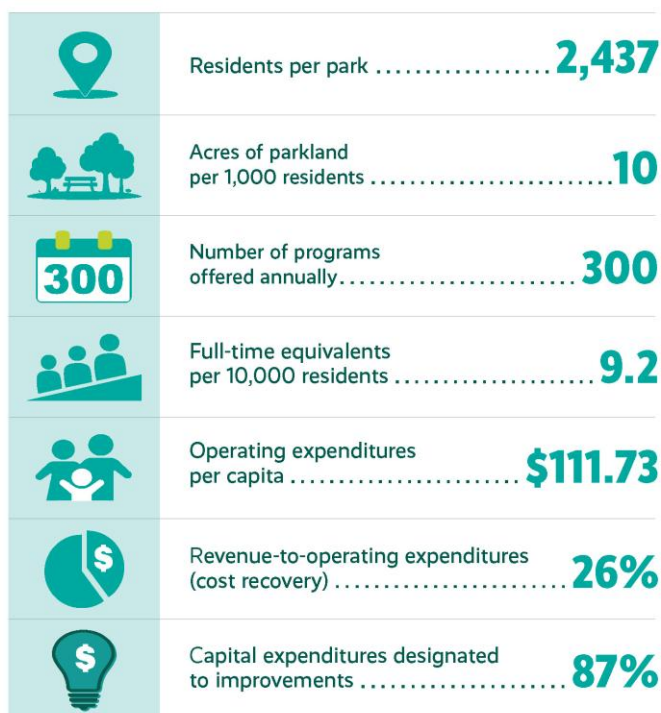 Residents per park .................. 2,437
Acres of parkland
per 1,000 residents ......................... 10
300
Number of programs
offered annually......................... 300
Full-time equivalents
per 10,000 residents ..................... 9.2
Operating expenditures
per capita ........................ $111.73
$
Revenue-to-operating expenditures
(cost recovery) ........................ 26%
$
Capital expenditures designated
to improvements ..................... 87%